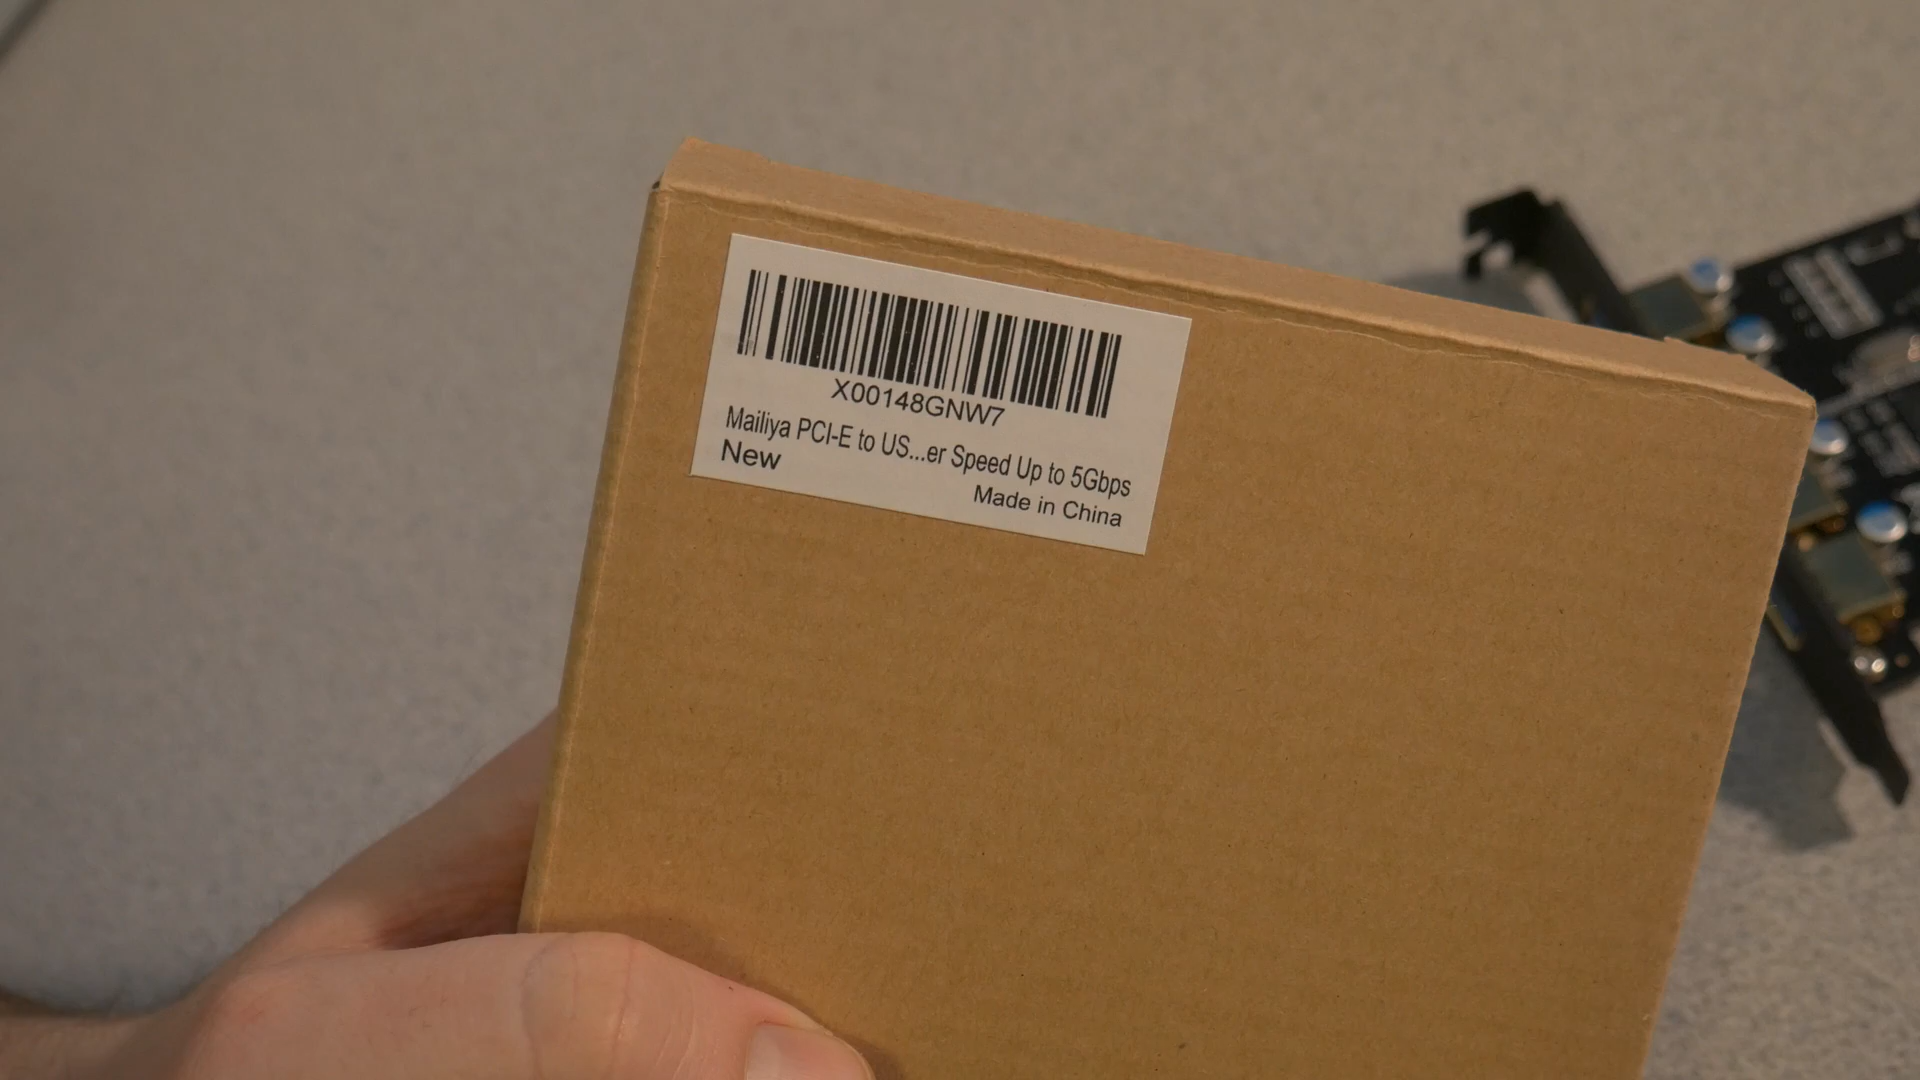 X00148GNW7
Mailiya PCI-E to US...er Speed Up to 5Gbps
New
Made in China